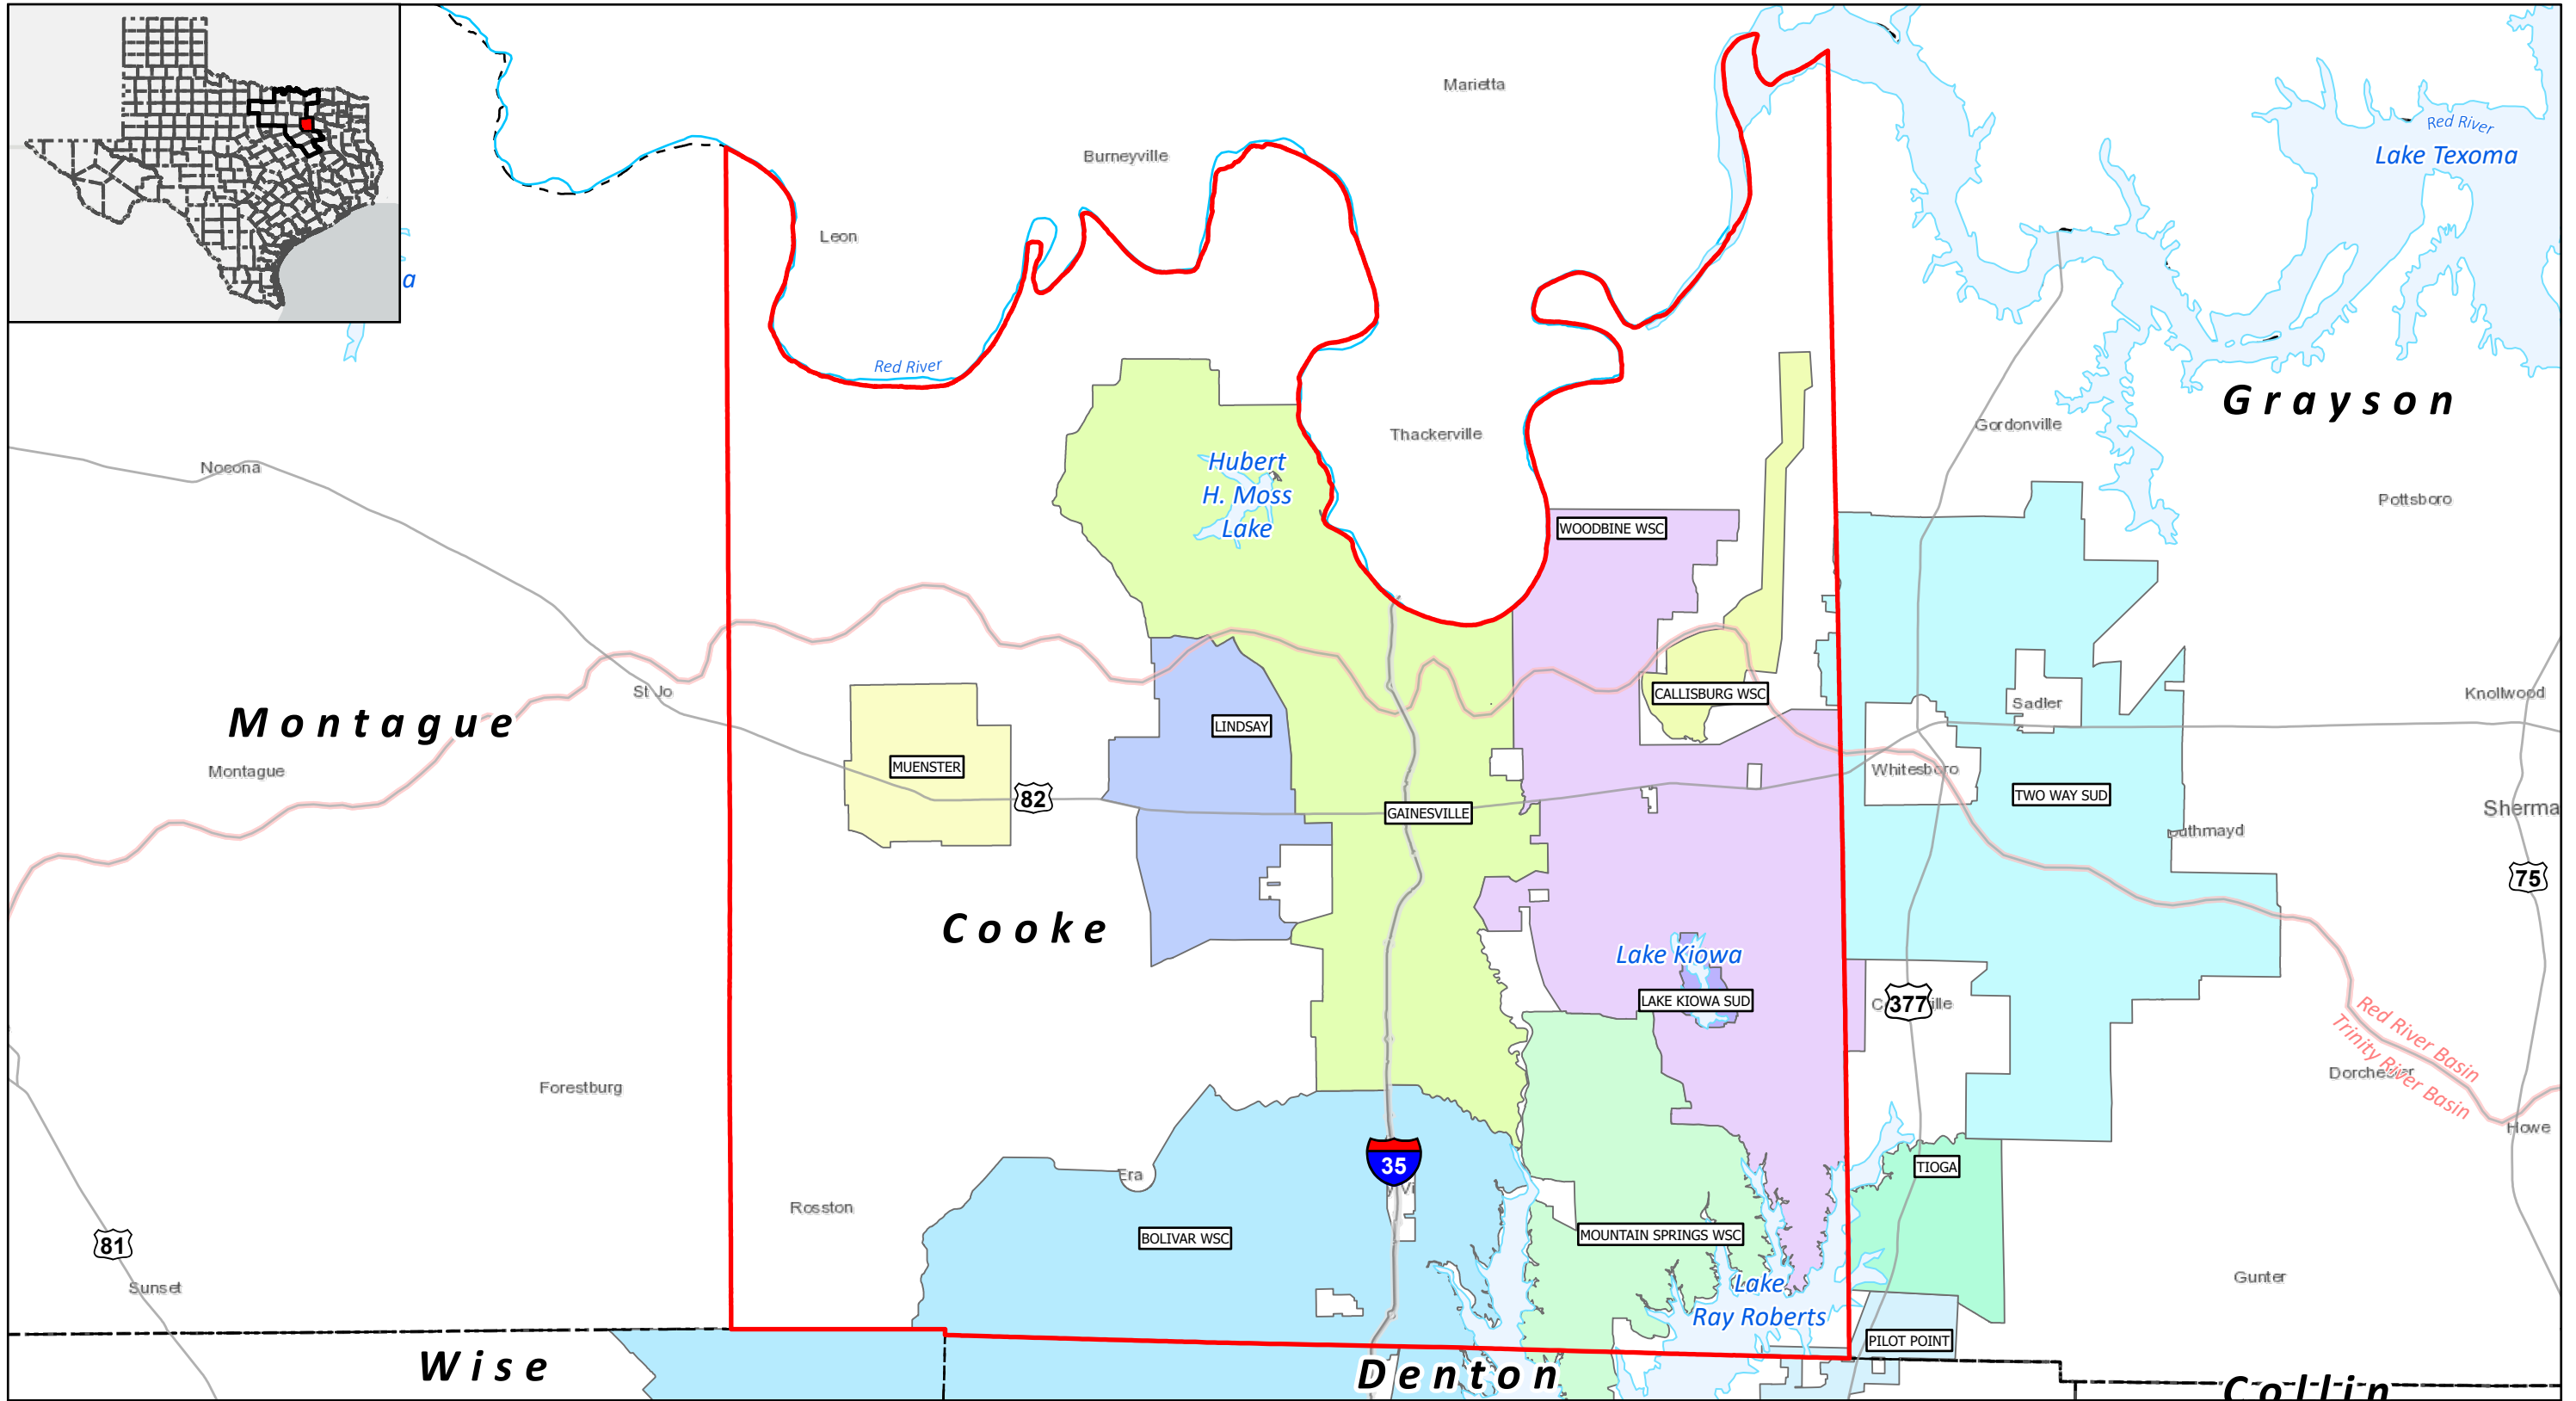 Marietta
Burneyville
Red River
Lake Texoma
Leon
a
Red River
Grayson
Gordonville
Thackerville
Nocona
Hubert
H. Moss
Lake
Pottsboro
WOODBINE WSC
St Jo
CALLISBURG WSC
Knollwood
Sadler
Montague
LINDSAY
Montague
MUENSTER
82
Whitesboro
TWO WAY SUD
GAINESVILLE
Sherma
uthmayd
75
Cooke
Lake Kiowa
LAKE KIOWA SUD
C
377
ille
Red River Basin
Trinity River Basin
Dorchester
Forestburg
Howe
35
y Vi
Era
TIOGA
Rosston
BOLIVAR WSC
MOUNTAIN SPRINGS WSC
81
Sunset
Lake
Ray Roberts
Gunter
PILOT POINT
Wise
Denton
Collin